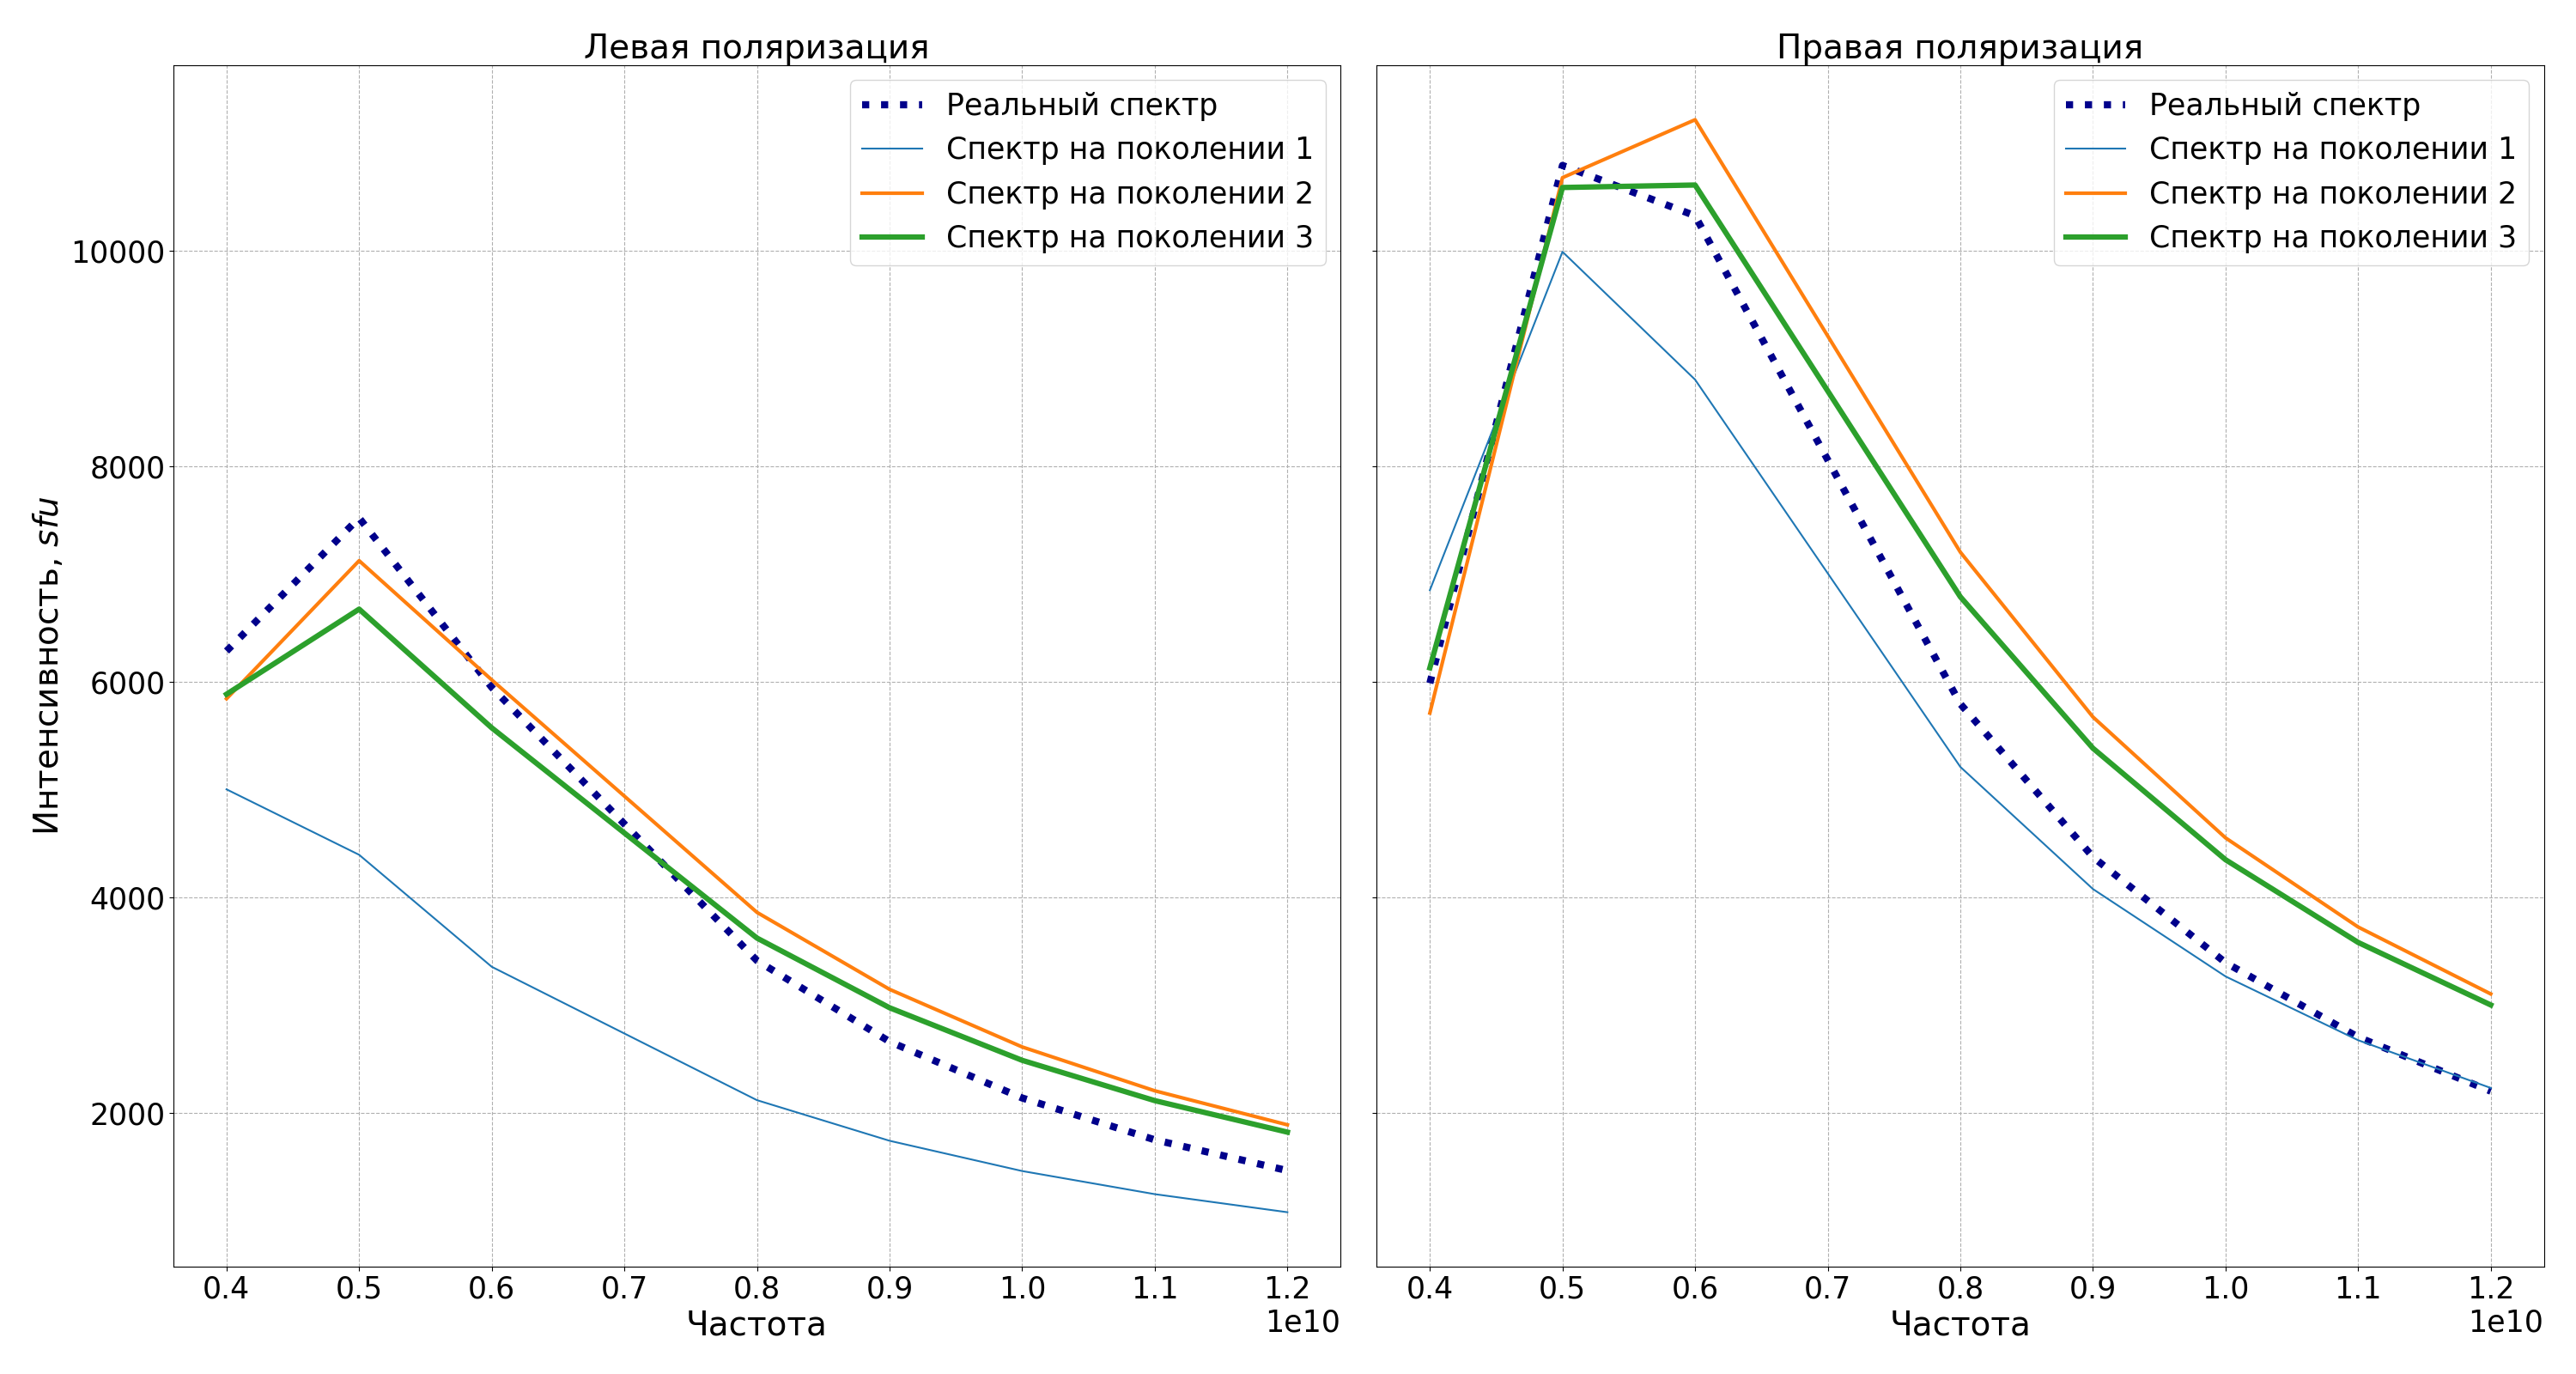 Левая поляризация
Правая поляризация
Реальный спектр
Спектр на поколении 1
Спектр на поколении 2
Спектр на поколении 3
Реальный спектр
Спектр на поколении 1
Спектр на поколении 2
Спектр на поколении 3
Интенсивность, sfu
10000
8000
6000
4000
2000
0.4 0.5 0.6 0.7 0.8 0.9 1.0 1.1 1.2
1e10
Частота
0.4 0.5 0.6 0.7 0.8 0.9 1.0 1.1 1.2
1e10
Частота